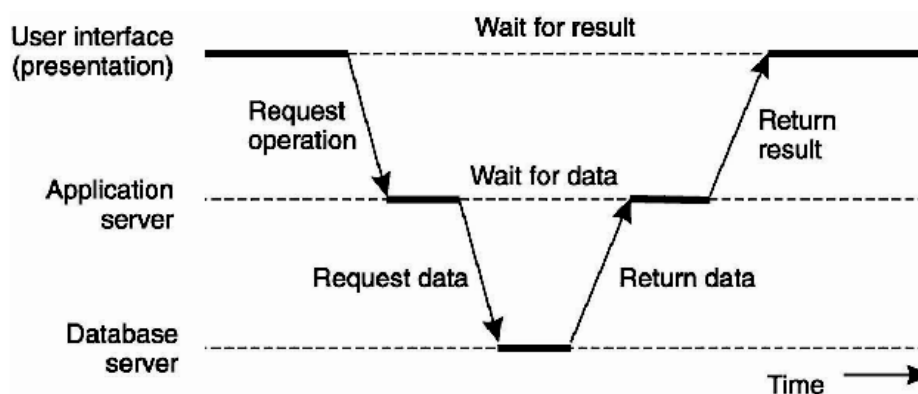 User interface
(presentation)
Wait for result
Request
operation
Return
result
Application
server
Wait for data
Request data
Return data
Database
server
Time